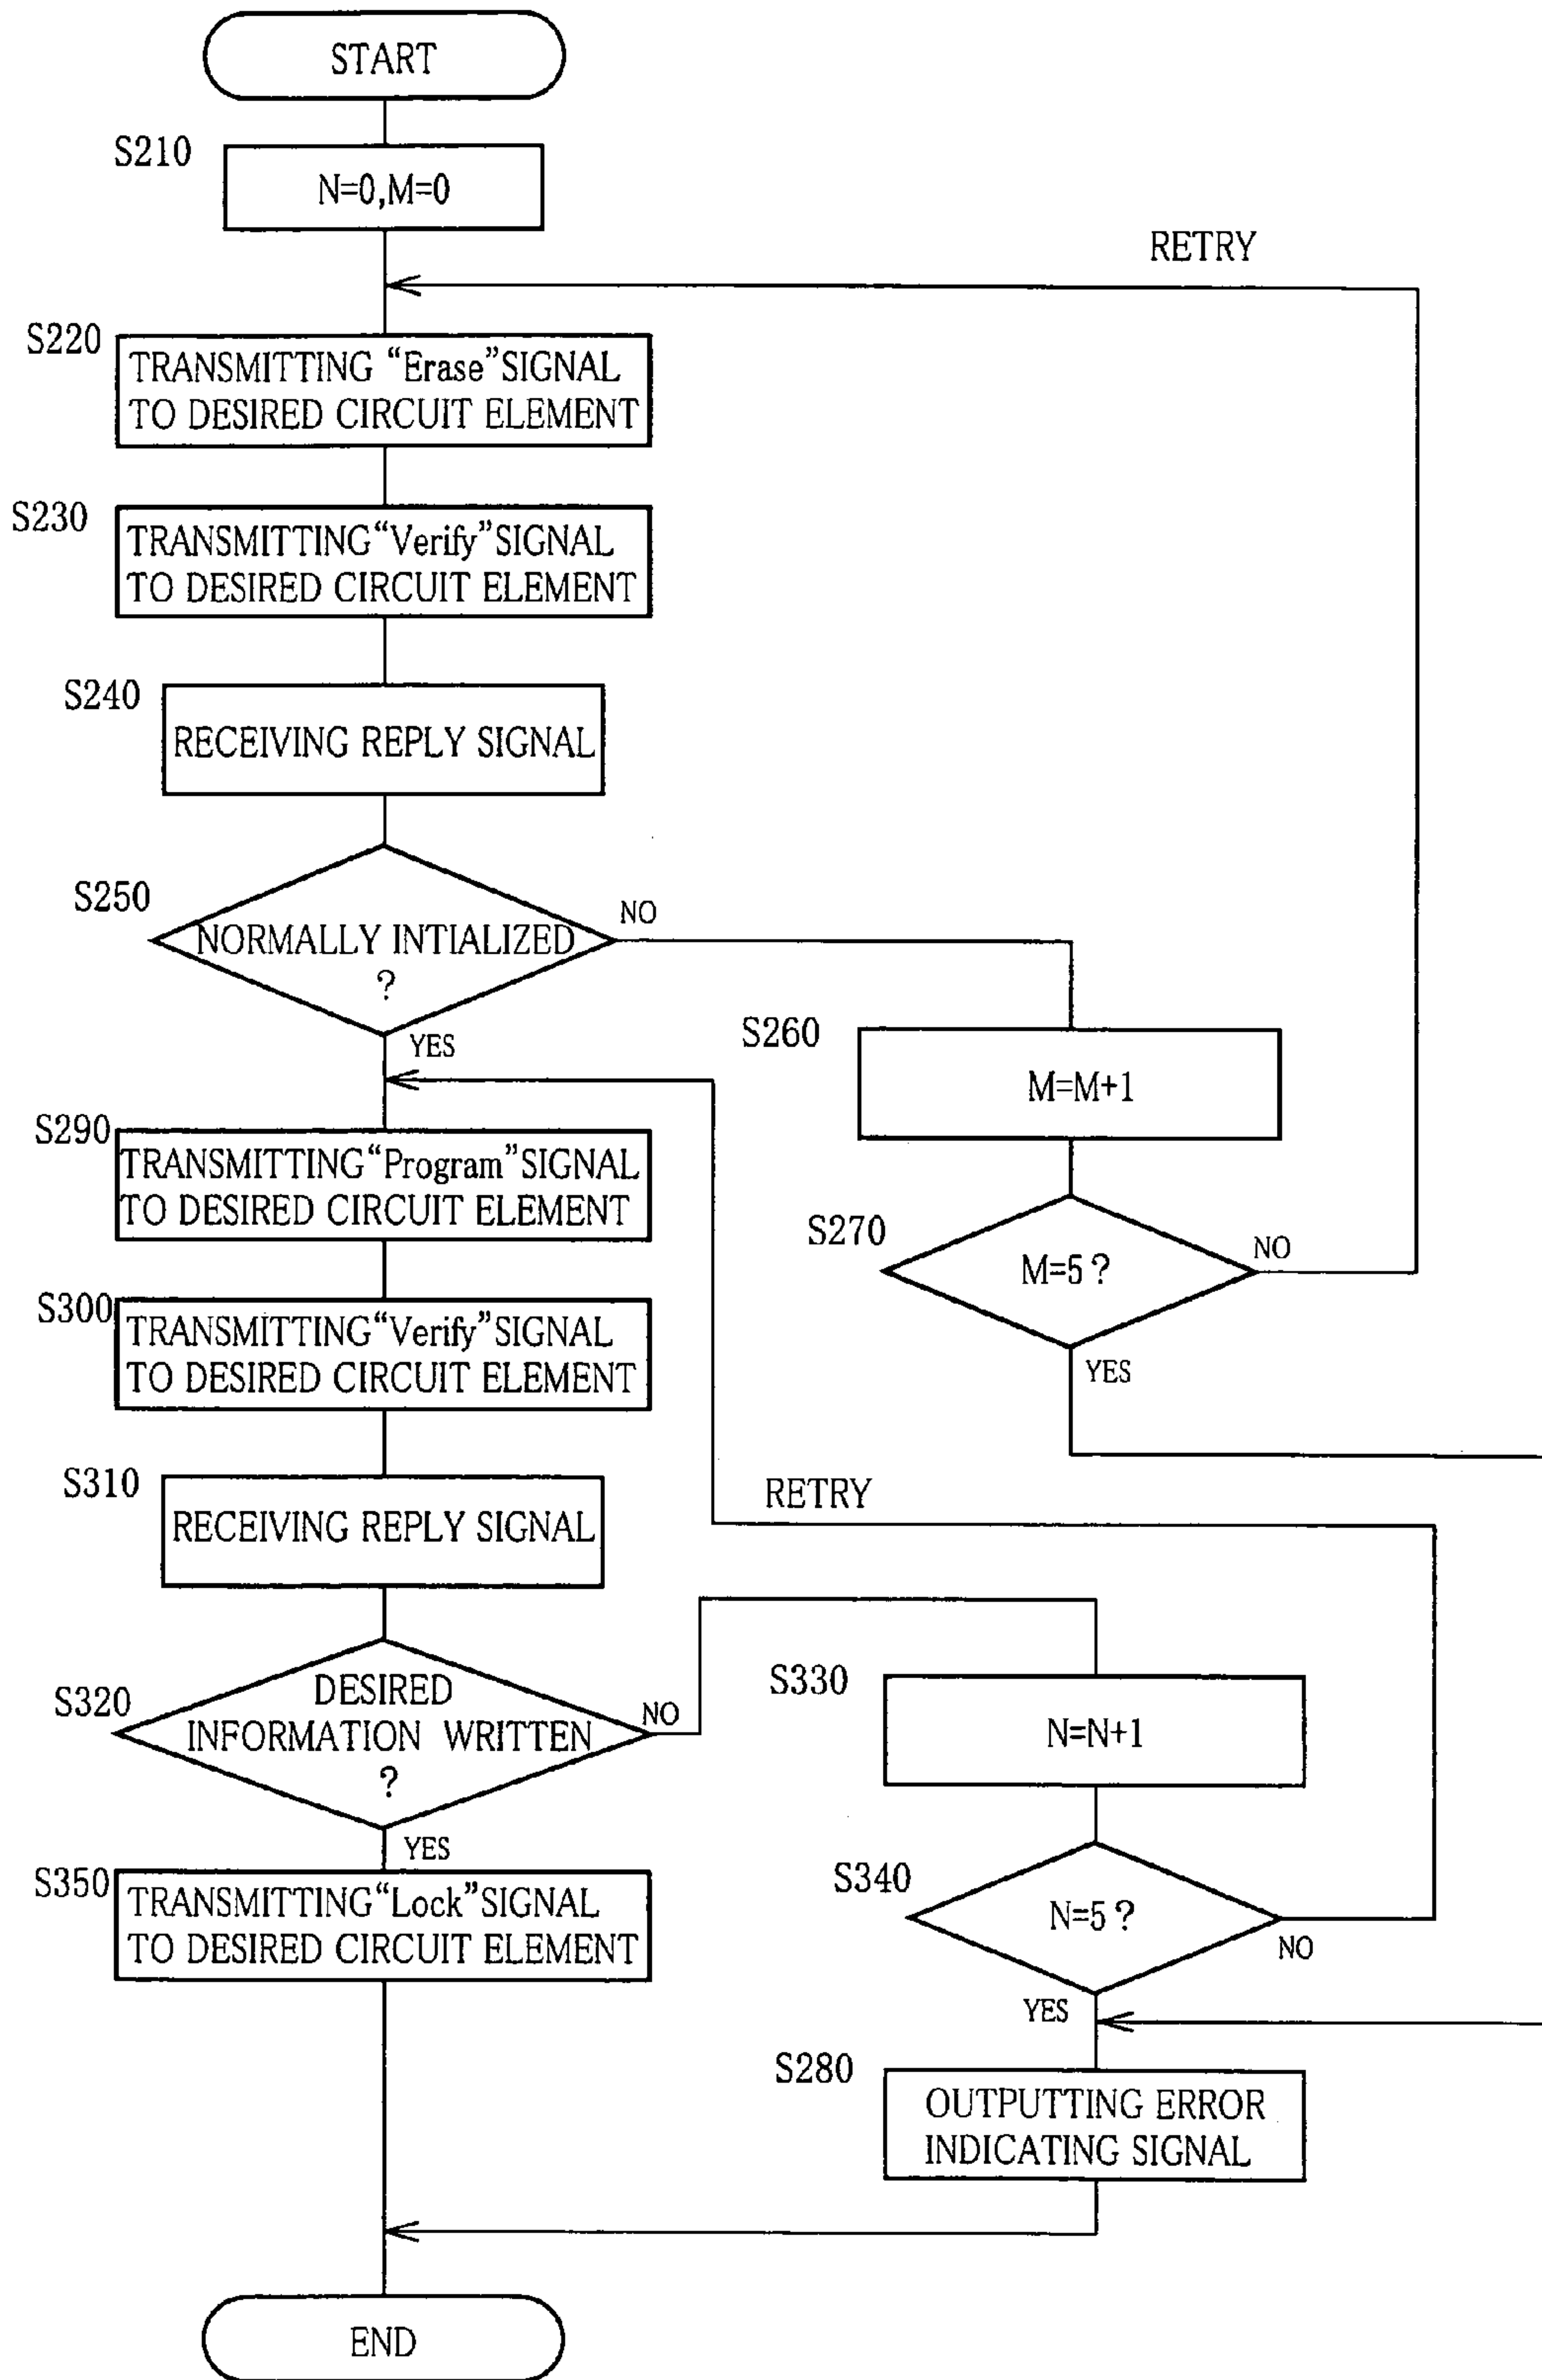 START
S210
N=0,M=0
RETRY
S220
TRANSMITTING “Erase”SIGNAL
TO DESIRED CIRCUIT ELEMENT
S230
TRANSMITTING“Verify”SIGNAL
TO DESIRED CIRCUIT ELEMENT
S240
RECEIVING REPLY SIGNAL
S250
NORMALLY INTIALIZED
?
NO
YES
S260
M=M+1
S270
M=5?
NO
YES
S290
TRANSMITTING“Program”SIGNAL
TO DESIRED CIRCUIT ELEMENT
S300
TRANSMITTING“Verify”SIGNAL
TO DESIRED CIRCUIT ELEMENT
S310
RECEIVING REPLY SIGNAL
RETRY
S320
DESIRED
INFORMATION WRITTEN
?
NO
YES
S330
N=N+1
S340
N=5?
NO
YES
S350
TRANSMITTING“Lock”SIGNAL
TO DESIRED CIRCUIT ELEMENT
S280
OUTPUTTING ERROR
INDICATING SIGNAL
END